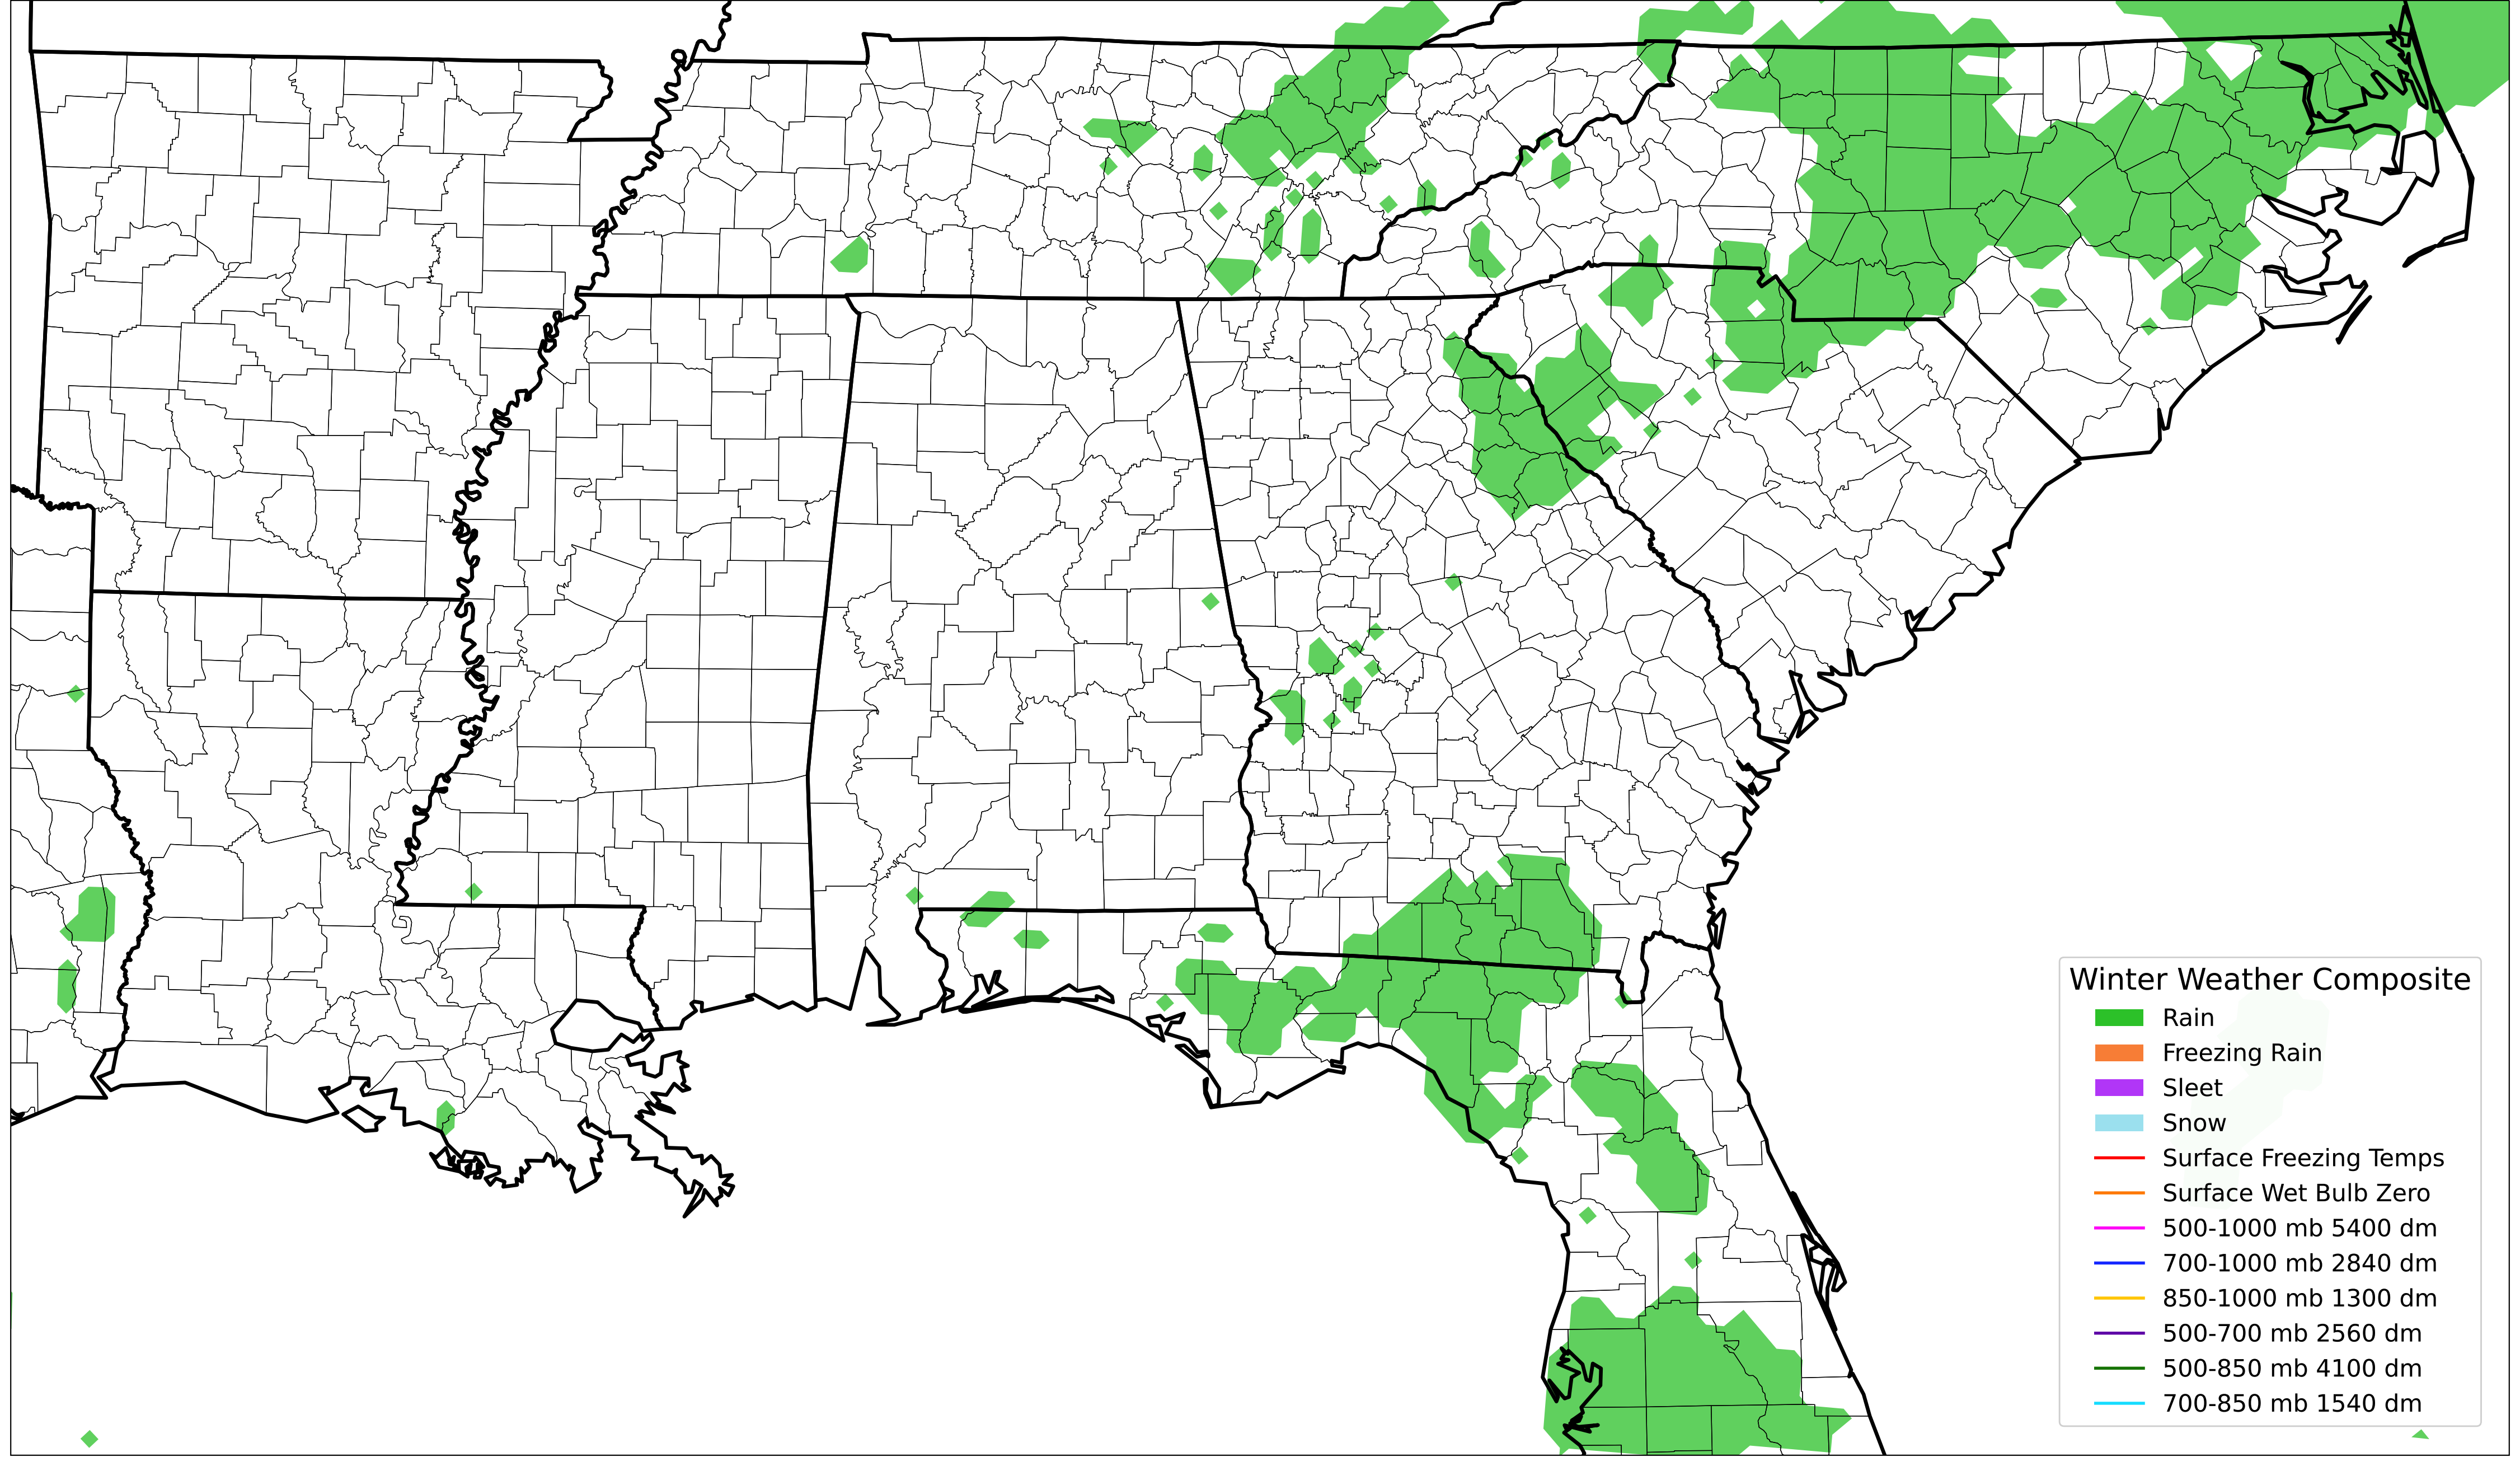 Winter Weather Composite
Rain
Freezing Rain
Sleet
Snow
Surface Freezing Temps
Surface Wet Bulb Zero
500-1000 mb 5400 dm
700-1000 mb 2840 dm
850-1000 mb 1300 dm
500-700 mb 2560 dm
500-850 mb 4100 dm
700-850 mb 1540 dm